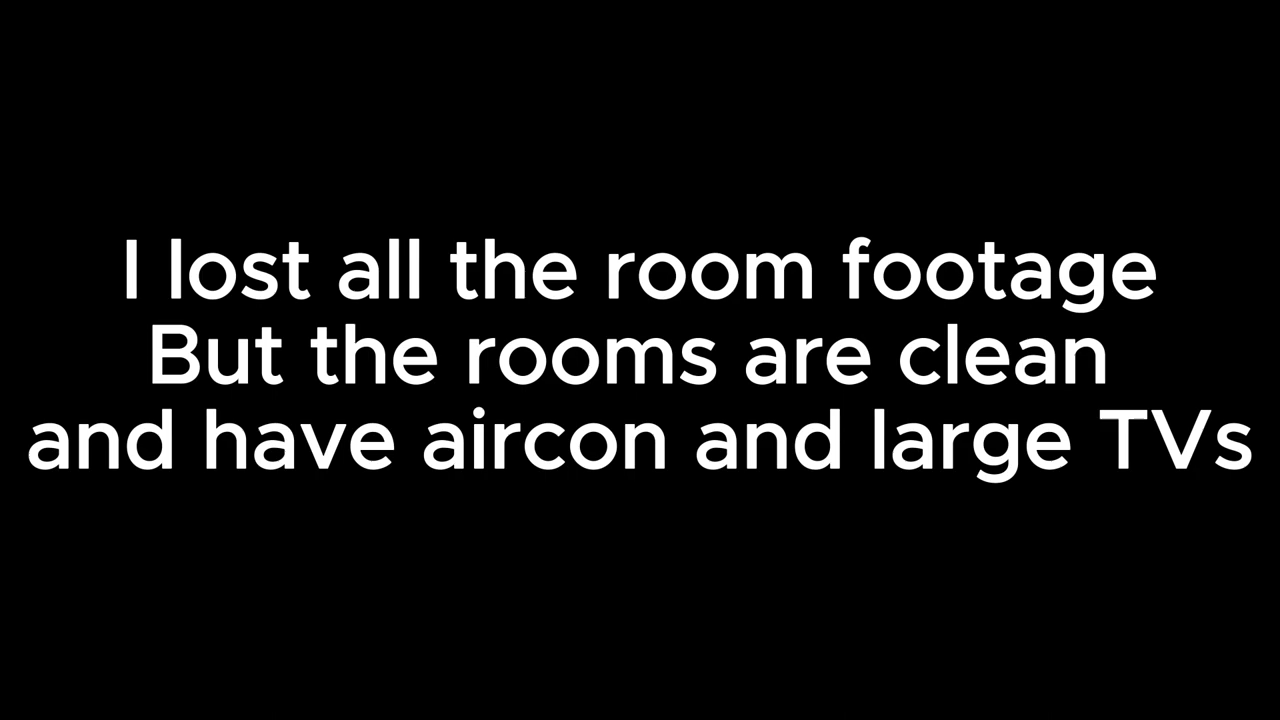 I lost all the room footage
But the rooms are clean
and have aircon and large TVs